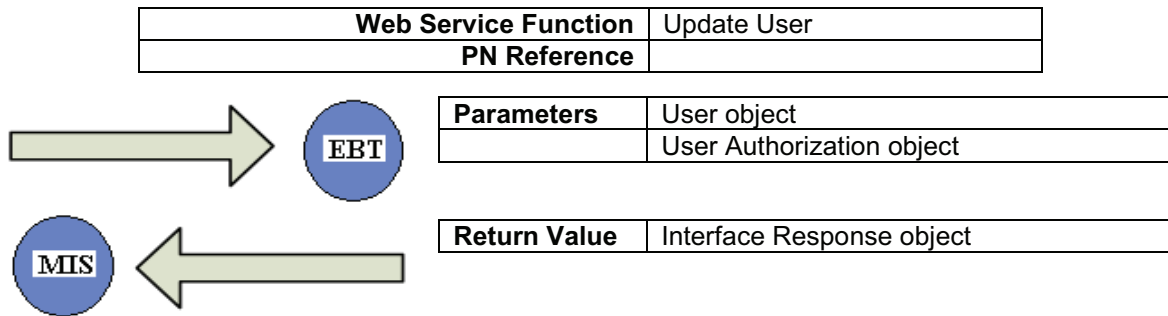 Web Service Function Update User
PN Reference
Parameters User object
EBT User Authorization object
Return Value Interface Response object
MIS